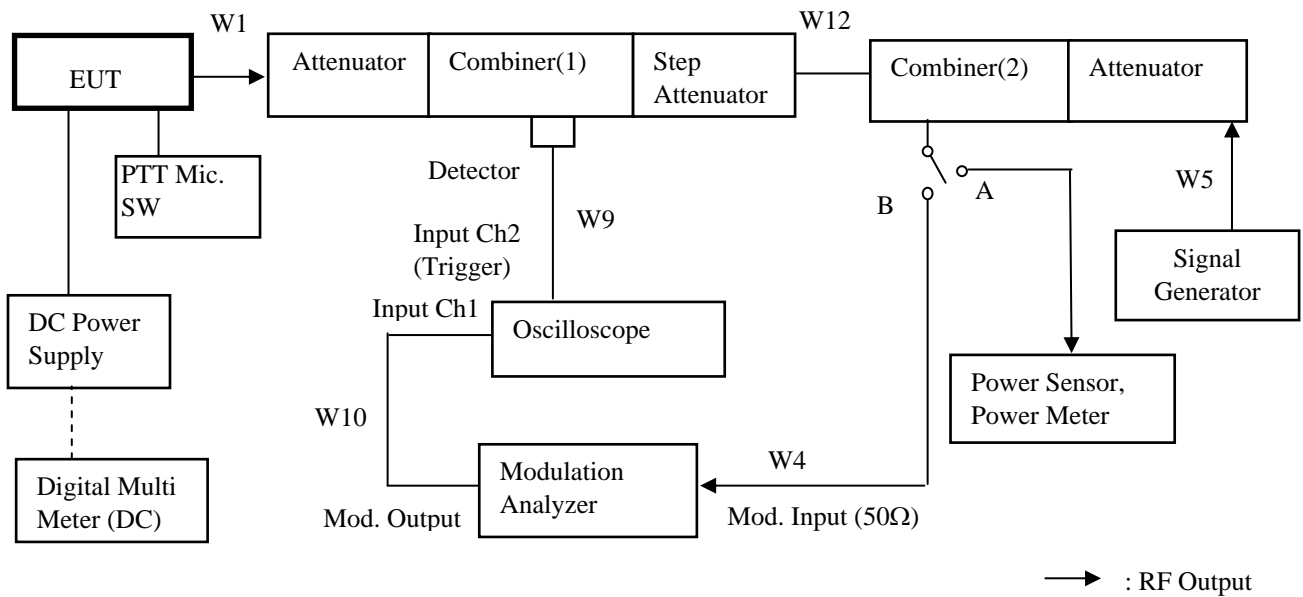 W1
W12
EUT
Attenuator
Combiner(1)
Step
Attenuator
Combiner(2)
Attenuator
PTT Mic.
SW
Detector
W9
B
A
W5
Input Ch2
(Trigger)
Signal
Generator
Input Ch1
DC Power
Supply
Oscilloscope
Power Sensor,
Power Meter
W10
W4
Modulation
Analyzer
Digital Multi
Meter (DC)
Mod. Output
Mod. Input (50Ω)
: RF Output